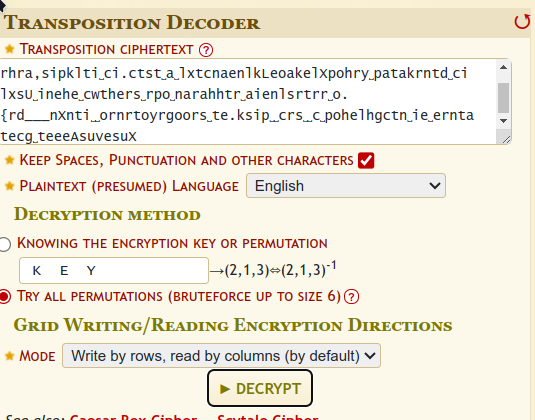 TRANSPOSITION DECODER
★ TRANSPOSITION CIPHERTEXT ?
rhra,sipklti_ci.ctst_a_lxtcnaenlkLeoakelXpohry_patakrntd_ci
lxsU_inehe_cwthers_rpo_narahhtr_aienlsrtrr_o.
{rd___nXnti_ornrtoyrgoors_te.ksip_crs_c_pohelhgctn_ie_ernta
tecg_teeeAsuvesuX
★ KEEP SPACES, PUNCTUATION AND OTHER CHARACTERS
★ PLAINTEXT (PRESUMED) LANGUAGE English
DECRYPTION METHOD
KNOWING THE ENCRYPTION KEY OR PERMUTATION
K E Y →(2,1,3)⇔(2,1,3)⁻¹
TRY ALL PERMUTATIONS (BRUTEFORCE UP TO SIZE 6) ?
GRID WRITING/READING ENCRYPTION DIRECTIONS
★ MODE Write by rows, read by columns (by default)
► DECRYPT
See also: Caesar Box Cipher – Scytale Cipher